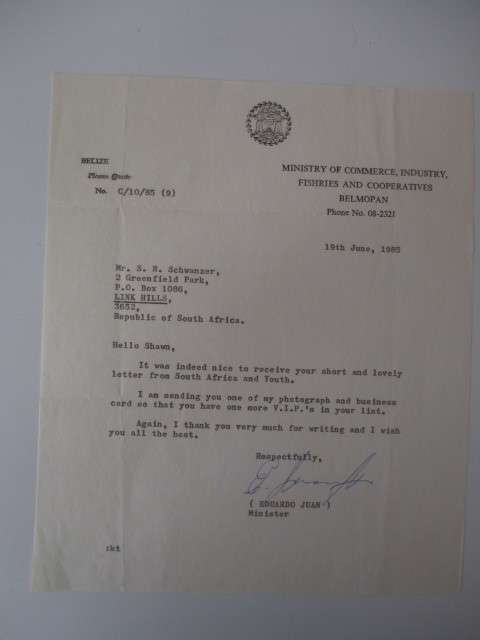 BELIZE
Please Quote
No. C/10/85 (9)
MINISTRY OF COMMERCE, INDUSTRY,
FISHRIES AND COOPERATIVES
BELMOPAN
Phone No. 08-2321
19th June, 1985
Mr. S. R. Schwanzer,
2 Greenfield Park,
P.O. Box 1086,
LINK HILLS,
3652,
Republic of South Africa.
Hello Shawn,
It was indeed nice to receive your short and lovely
letter from South Africa and Youth.
I am sending you one of my photograph and business
card so that you have one more V.I.P.'s in your list.
Again, I thank you very much for writing and I wish
you all the best.
Respectfully,
( EDUARDO JUAN )
Minister